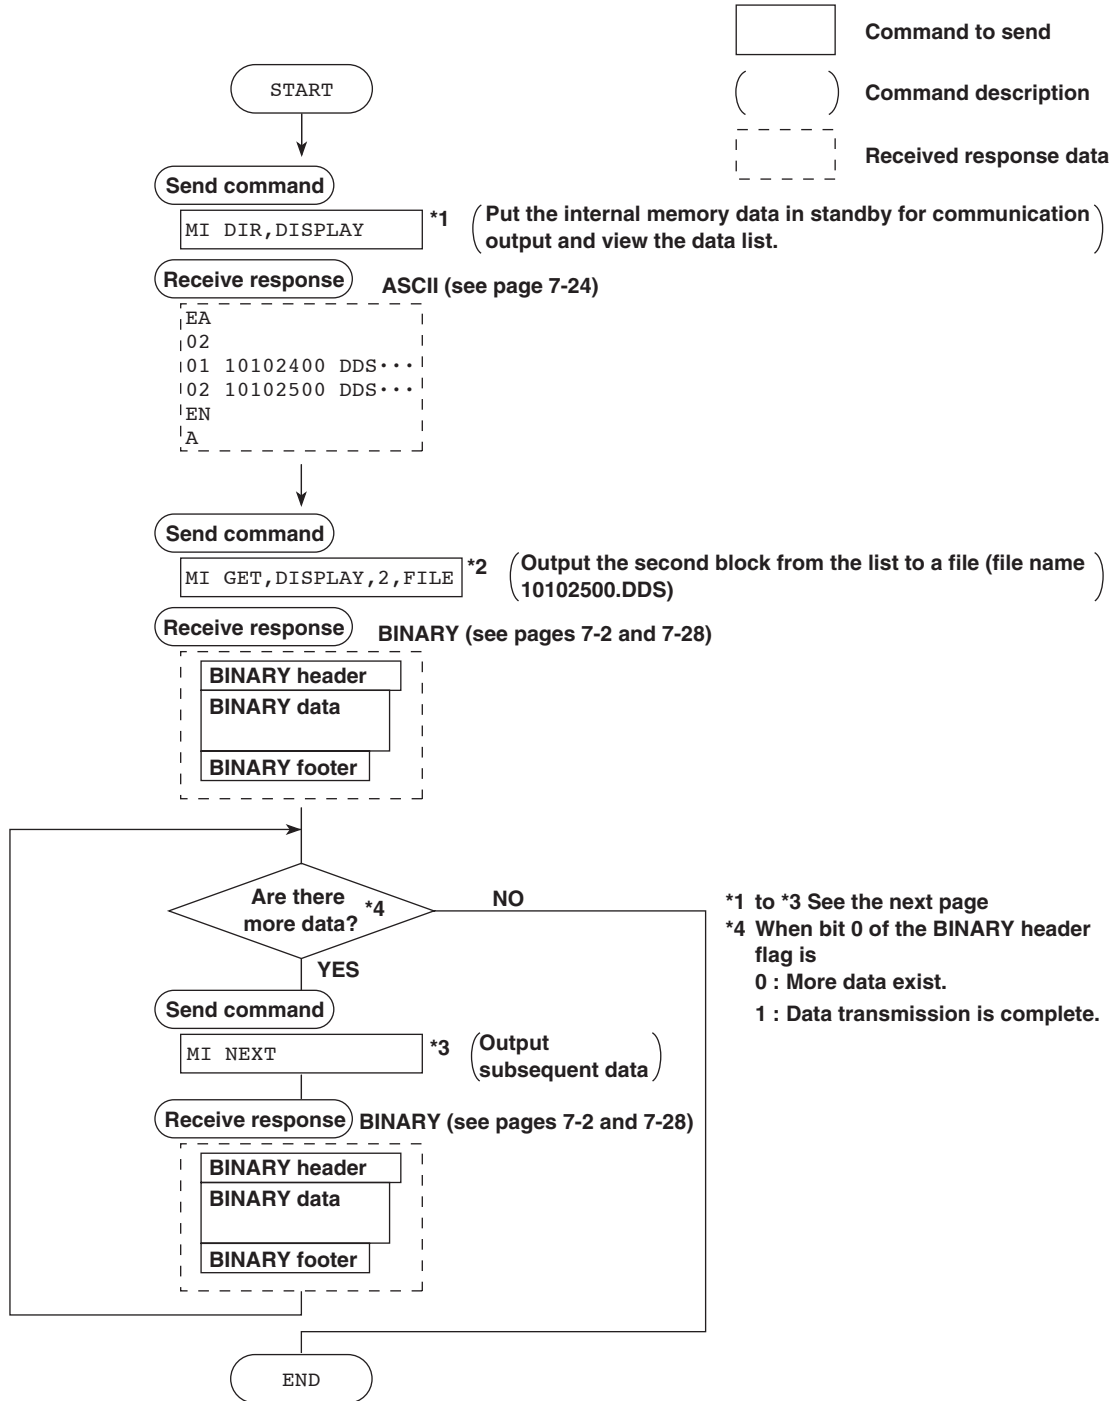 Command to send
START
Command description
Received response data
Send command
MI DIR,DISPLAY
*1
Put the internal memory data in standby for communication
output and view the data list.
Receive response
ASCII (see page 7-24)
EA
02
01 10102400 DDS···
02 10102500 DDS···
EN
A
Send command
MI GET,DISPLAY,2,FILE
*2
Output the second block from the list to a file (file name
10102500.DDS)
Receive response
BINARY (see pages 7-2 and 7-28)
BINARY header
BINARY data
BINARY footer
Are there
more data?
*4
NO
YES
*1 to *3 See the next page
*4 When bit 0 of the BINARY header
flag is
0 : More data exist.
1 : Data transmission is complete.
Send command
MI NEXT
*3
Output
subsequent data
Receive response
BINARY (see pages 7-2 and 7-28)
BINARY header
BINARY data
BINARY footer
END